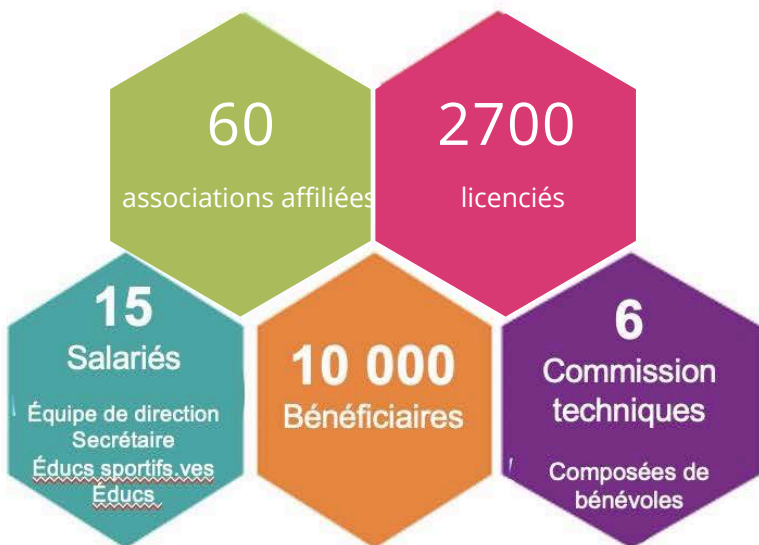 60
associations affiliées
2700
licenciés
15
Salariés
Équipe de direction
Secrétaire
Éducs sportifs.ves
Éducs
10 000
Bénéficiaires
6
Commission
techniques
Composées de
bénévoles